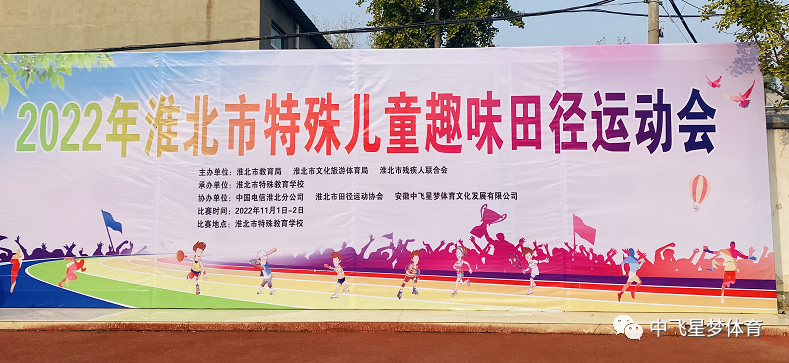 2022年淮北市特殊儿童趣味田径运动会
主办单位：淮北市教育局 淮北市文化旅游体育局 淮北市残疾人联合会
承办单位：淮北市特殊教育学校
协办单位：中国电信淮北分公司 淮北市田径运动协会 安徽中飞星梦体育文化发展有限公司
比赛时间：2022年11月1日-2日
比赛地点：淮北市特殊教育学校
中飞星梦体育